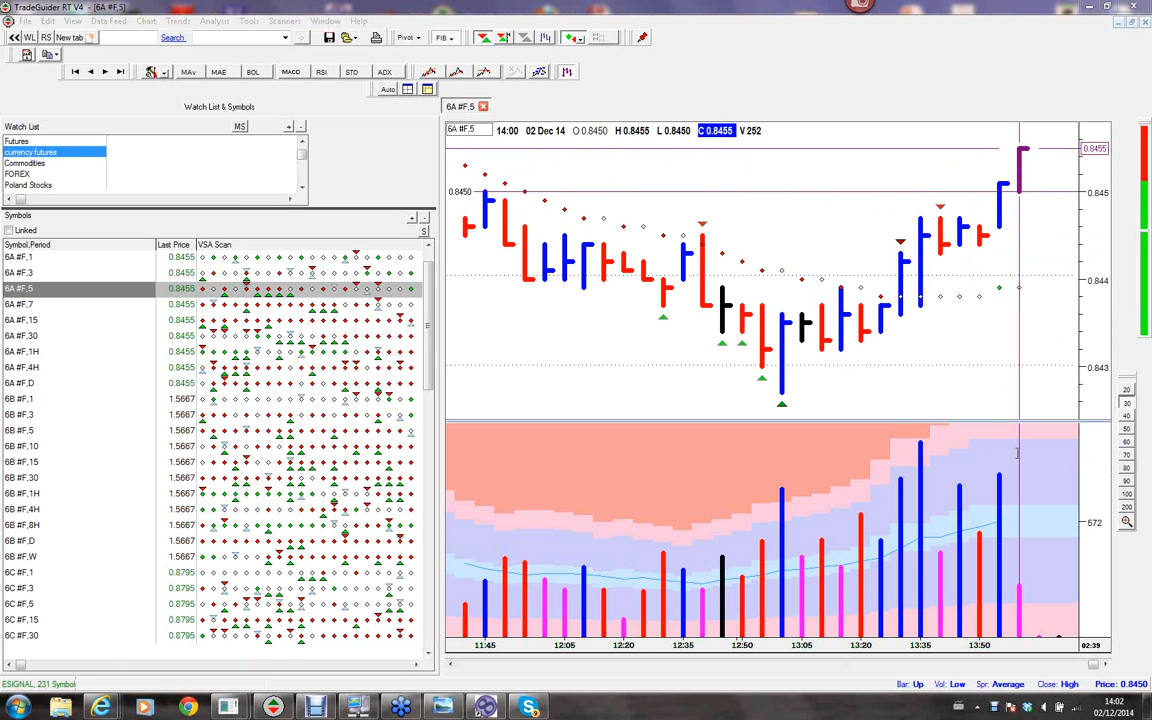 TradeGuider RT V4 - [6A #F,5]
File Edit View Data Feed Chart Trends Analysis Tools Scanners Window Help
WL RS New tab Search Pivot FIB
MAv MAE BOL MACD RSI STO ADX
Auto
Watch List & Symbols
6A #F,5
Watch List MS + -
Futures
currency futures
Commodities
FOREX
Poland Stocks
Symbols + -
Linked S
Symbol,Period Last Price VSA Scan
6A #F,1 0.8455
6A #F,3 0.8455
6A #F,5 0.8455
6A #F,7 0.8455
6A #F,15 0.8455
6A #F,30 0.8455
6A #F,1H 0.8455
6A #F,4H 0.8455
6A #F,D 0.8455
6B #F,1 1.5667
6B #F,3 1.5667
6B #F,5 1.5667
6B #F,10 1.5667
6B #F,15 1.5667
6B #F,30 1.5667
6B #F,1H 1.5667
6B #F,4H 1.5667
6B #F,8H 1.5667
6B #F,D 1.5667
6B #F,W 1.5667
6C #F,1 0.8795
6C #F,3 0.8795
6C #F,5 0.8795
6C #F,15 0.8795
6C #F,30 0.8795
6A #F,5 14:00 02 Dec 14 O 0.8450 H 0.8455 L 0.8450 C 0.8455 V 252
0.8455
0.8450 0.845
0.844
0.843
572
20
30
40
50
60
70
80
90
100
200
11:45 12:05 12:20 12:35 12:50 13:05 13:20 13:35 13:50 02:39
ESIGNAL, 231 Symbol Bar: Up Vol: Low Spr: Average Close: High Price: 0.8450
14:02
02/12/2014